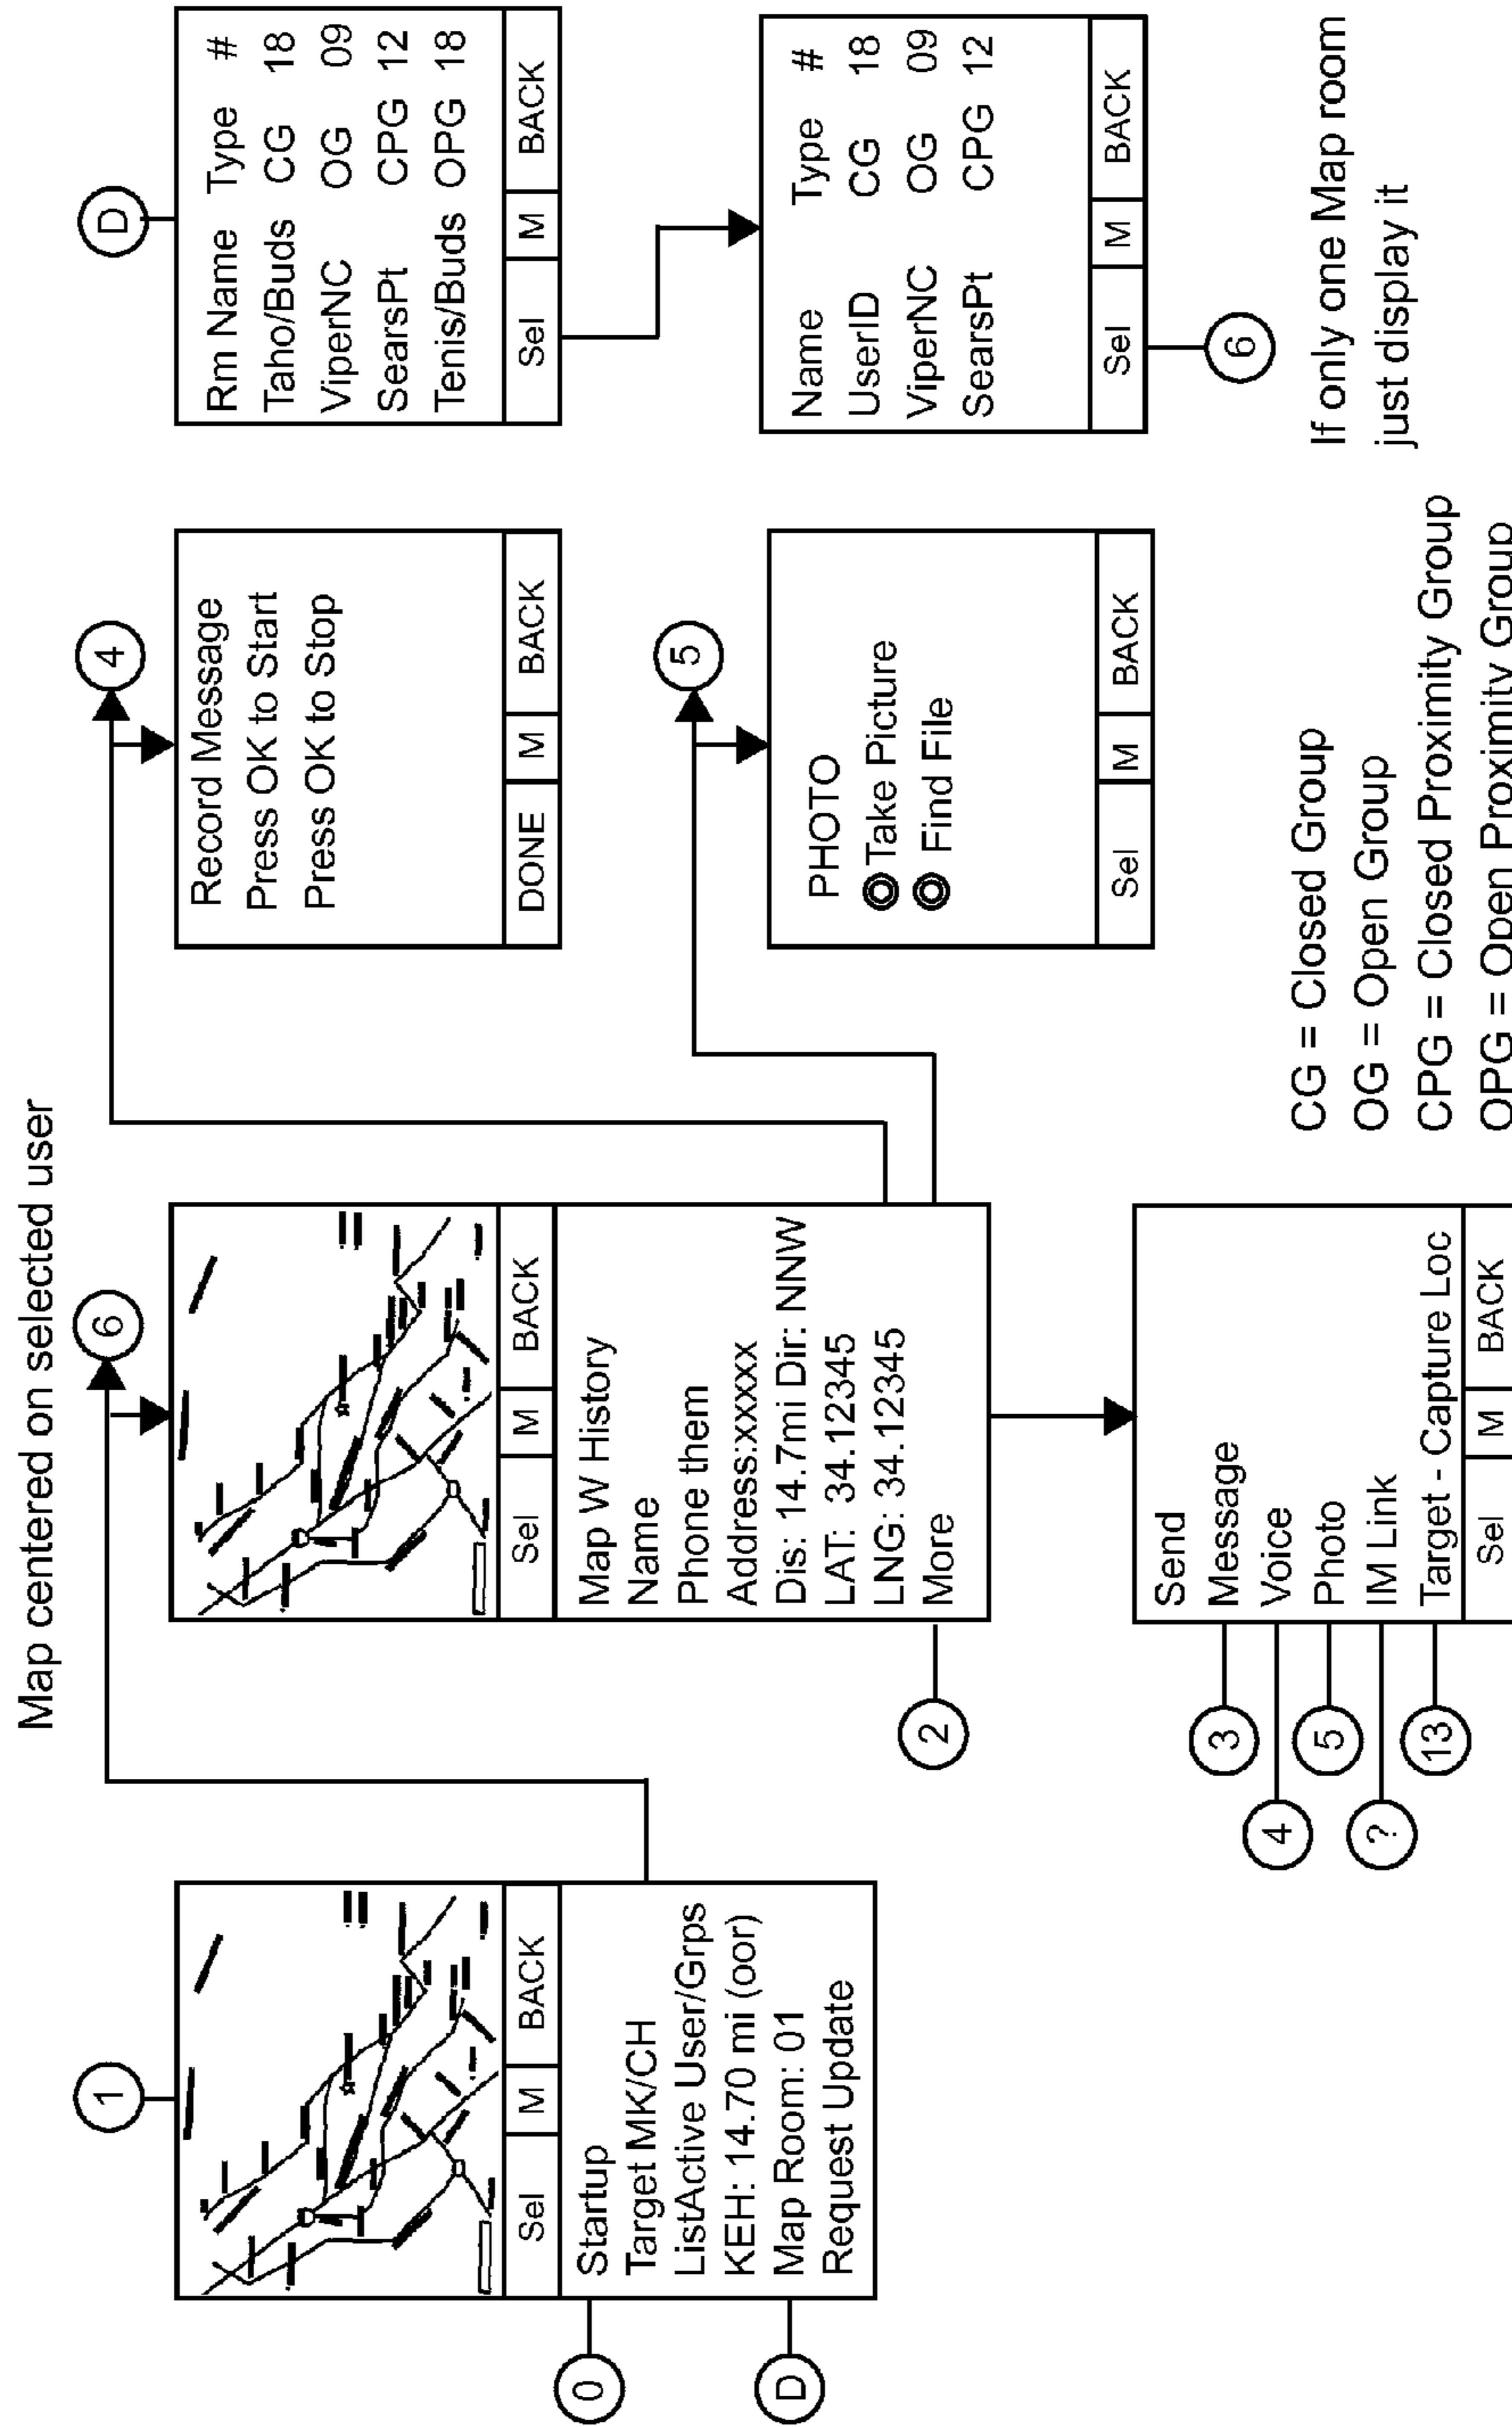 Map centered on selected user
1
Sel M BACK
Startup
Target MK/CH
ListActive User/Grps
KEH: 14.70 mi (oor)
Map Room: 01
Request Update
0
D
6
Sel M BACK
Map W History
Name
Phone them
Address:xxxxx
Dis: 14.7mi Dir: NNW
LAT: 34.12345
LNG: 34.12345
More
2
Send
Message
Voice
Photo
IM Link
Target - Capture Loc
Sel M BACK
3
4
5
?
13
4
Record Message
Press OK to Start
Press OK to Stop
DONE M BACK
5
PHOTO
Take Picture
Find File
Sel M BACK
CG = Closed Group
OG = Open Group
CPG = Closed Proximity Group
OPG = Open Proximity Group
D
Rm Name Type #
Taho/Buds CG 18
ViperNC OG 09
SearsPt CPG 12
Tenis/Buds OPG 18
Sel M BACK
Name Type #
UserID CG 18
ViperNC OG 09
SearsPt CPG 12
Sel M BACK
6
If only one Map room
just display it